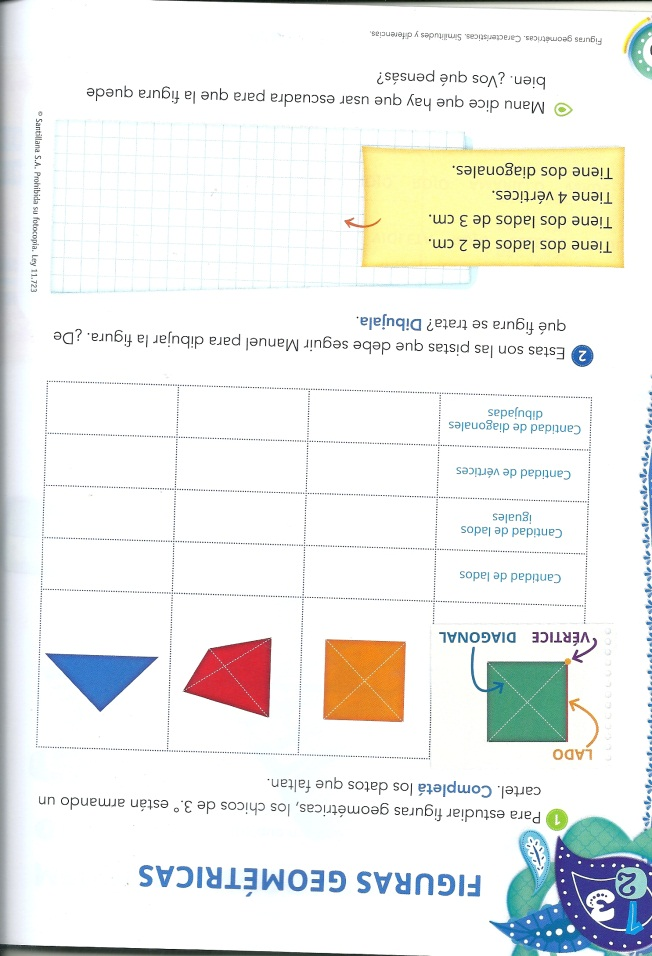 1 2 3
FIGURAS GEOMÉTRICAS
1 Para estudiar figuras geométricas, los chicos de 3.° están armando un
cartel. Completá los datos que faltan.
LADO
VÉRTICE
DIAGONAL
Cantidad de lados
Cantidad de lados
iguales
Cantidad de vértices
Cantidad de diagonales
dibujadas
2 Estas son las pistas que debe seguir Manuel para dibujar la figura. ¿De
qué figura se trata? Dibujala.
Tiene dos lados de 2 cm.
Tiene dos lados de 3 cm.
Tiene 4 vértices.
Tiene dos diagonales.
Manu dice que hay que usar escuadra para que la figura quede
bien. ¿Vos qué pensás?
Figuras geométricas. Características. Similitudes y diferencias.
© Santillana S.A. Prohibida su fotocopia. Ley 11.723